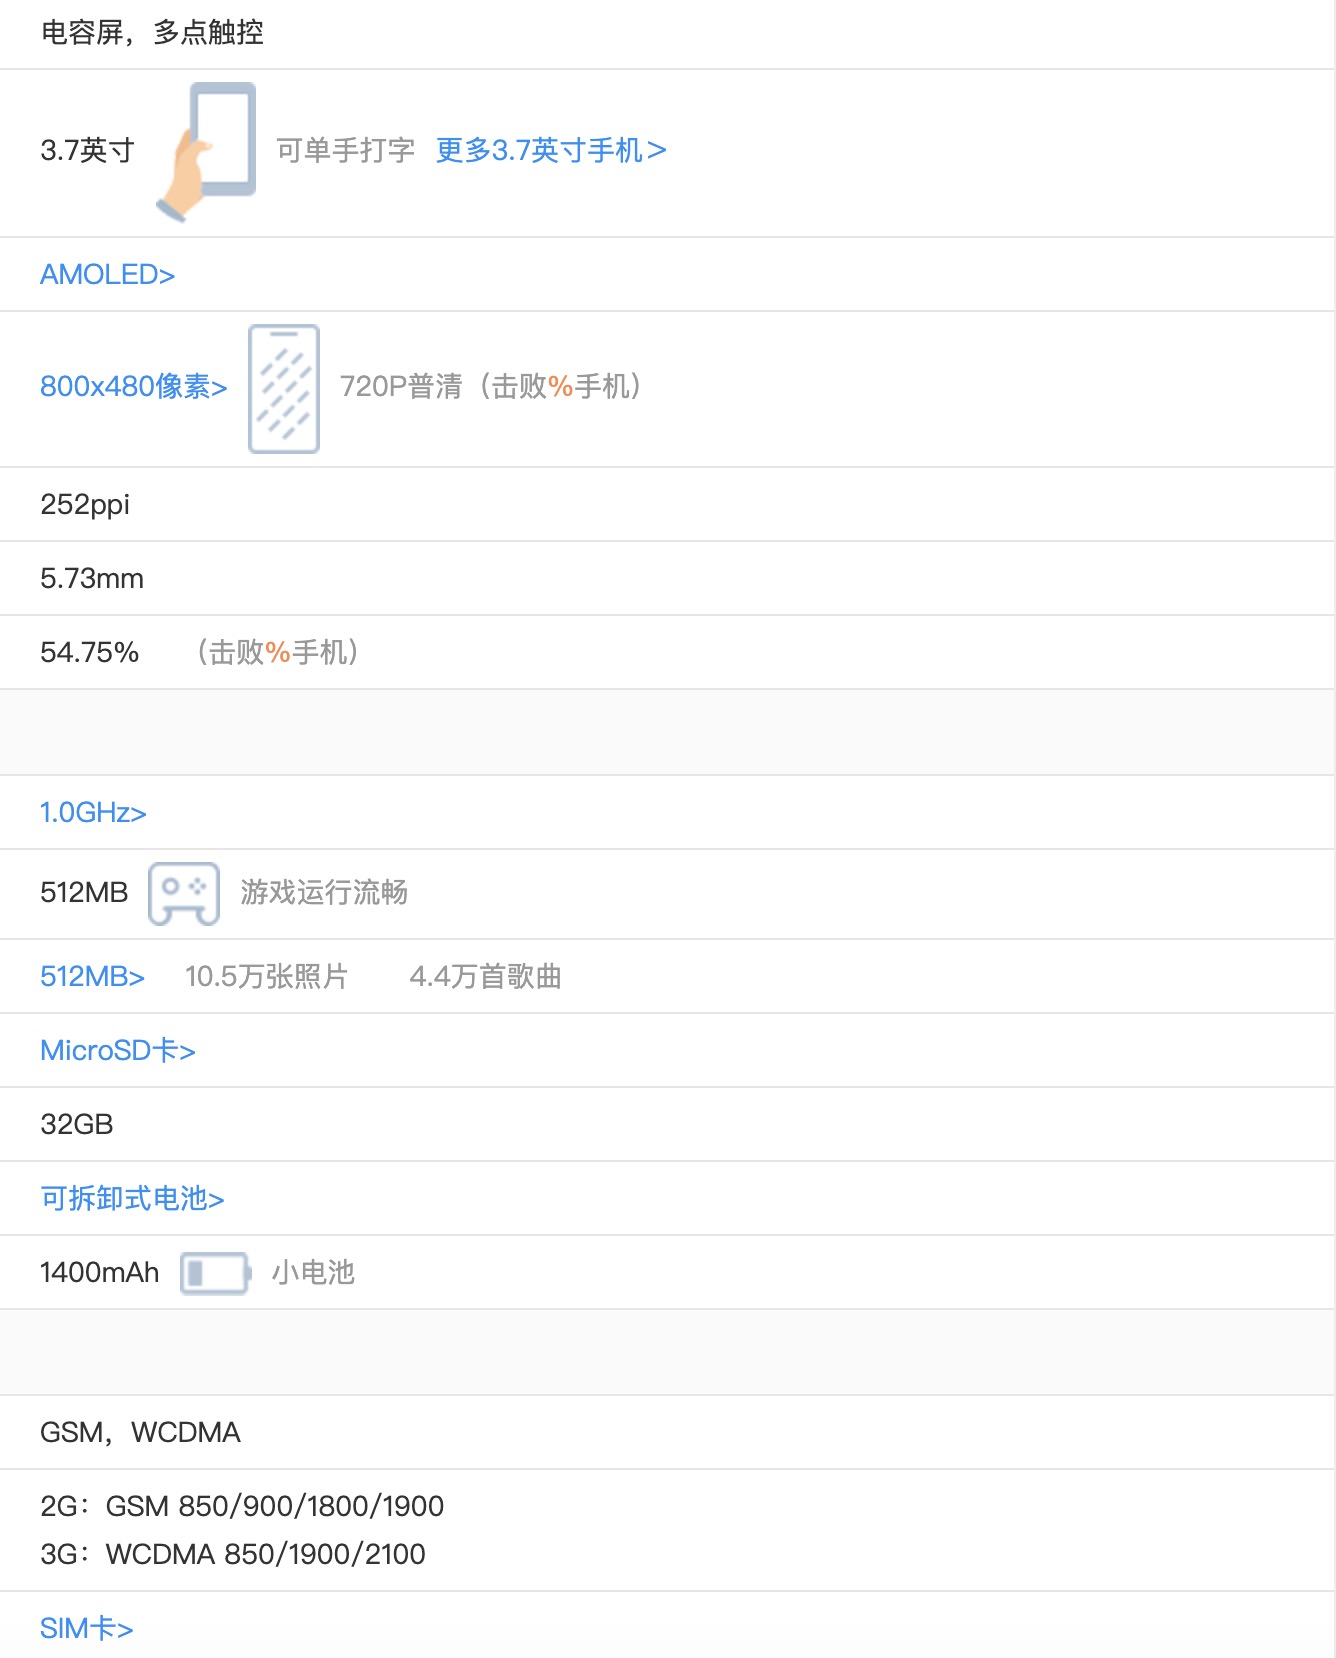 电容屏，多点触控
3.7英寸 可单手打字 更多3.7英寸手机>
AMOLED>
800x480像素> 720P普清（击败%手机）
252ppi
5.73mm
54.75% （击败%手机）
1.0GHz>
512MB 游戏运行流畅
512MB> 10.5万张照片 4.4万首歌曲
MicroSD卡>
32GB
可拆卸式电池>
1400mAh 小电池
GSM，WCDMA
2G：GSM 850/900/1800/1900
3G：WCDMA 850/1900/2100
SIM卡>